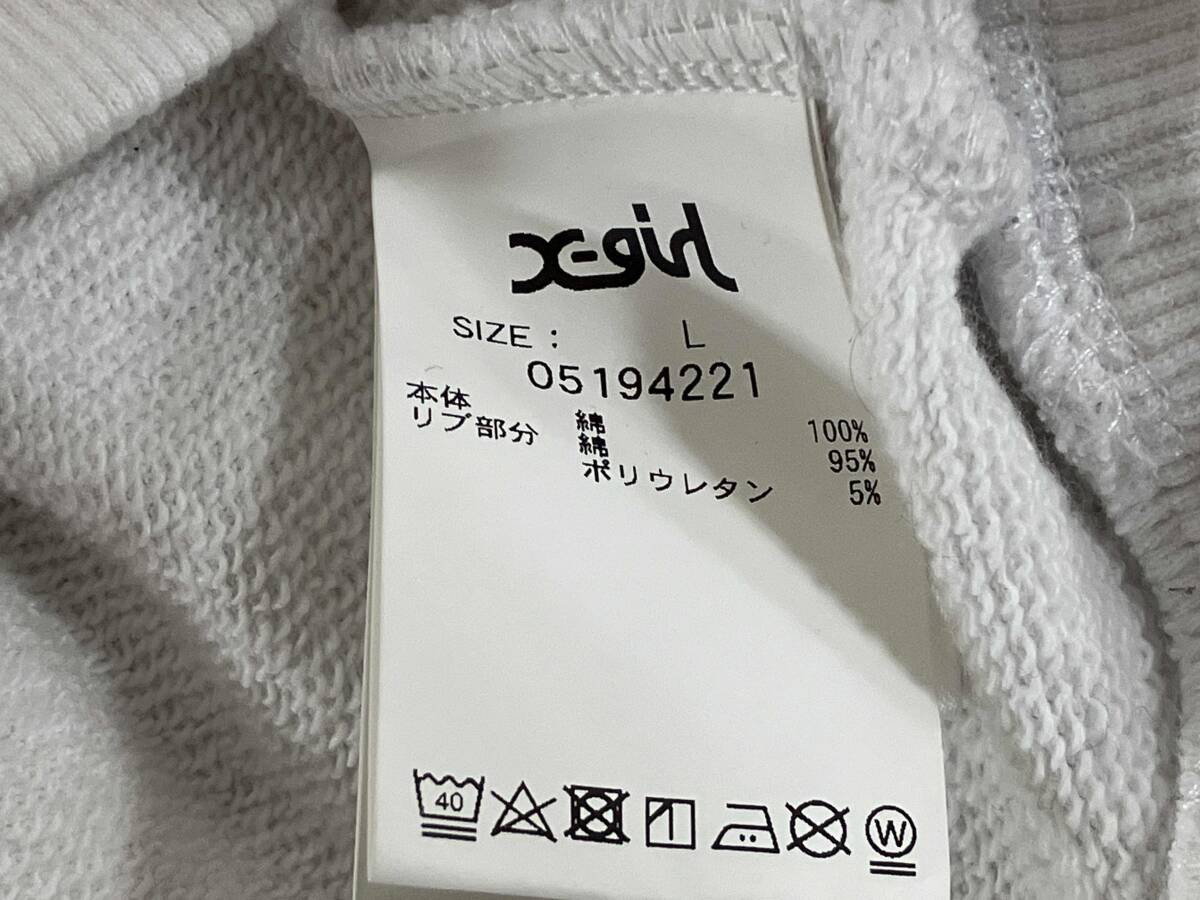 X-girl
SIZE : L
05194221
本体 綿 100%
リブ部分 綿 95%
ポリウレタン 5%
40
W